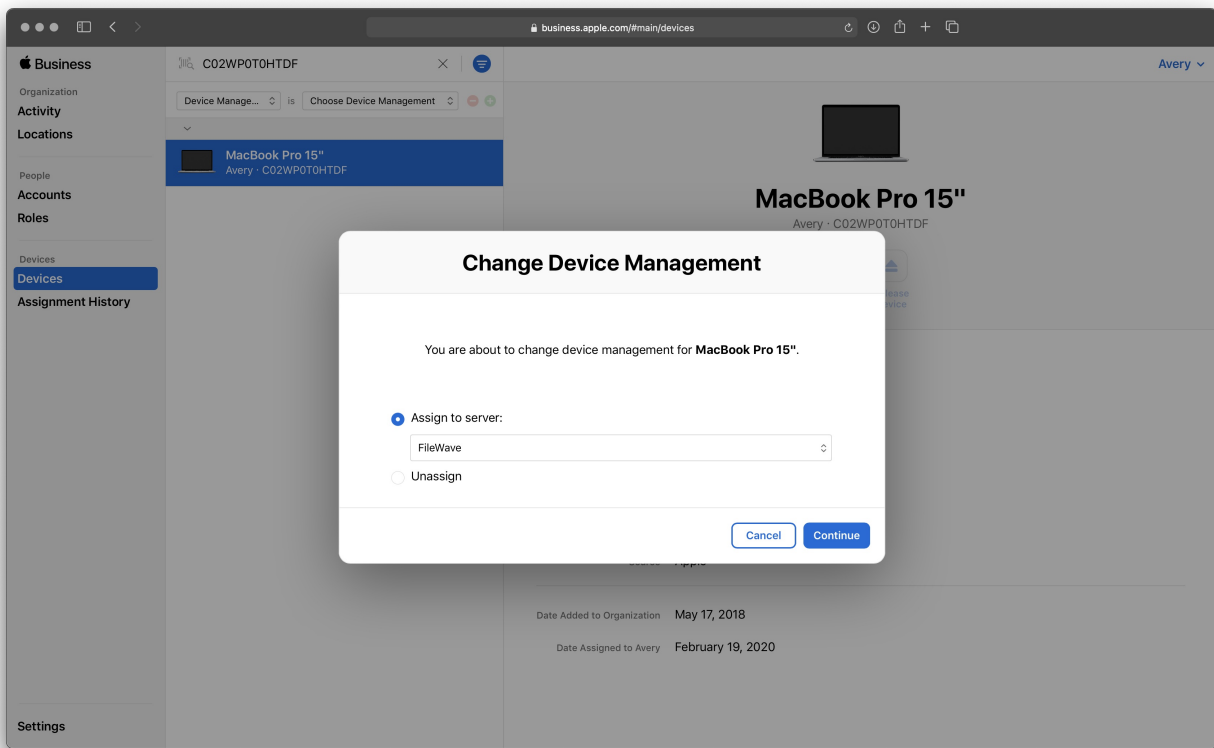 business.apple.com/#main/devices
Business
Organization
Activity
Locations
People
Accounts
Roles
Devices
Devices
Assignment History
Settings
C02WP0T0HTDF
Device Manage...
is
Choose Device Management
MacBook Pro 15"
Avery · C02WP0T0HTDF
Avery
MacBook Pro 15"
Avery · C02WP0T0HTDF
Change Device Management
You are about to change device management for MacBook Pro 15".
Assign to server:
FileWave
Unassign
Cancel
Continue
Date Added to Organization May 17, 2018
Date Assigned to Avery February 19, 2020